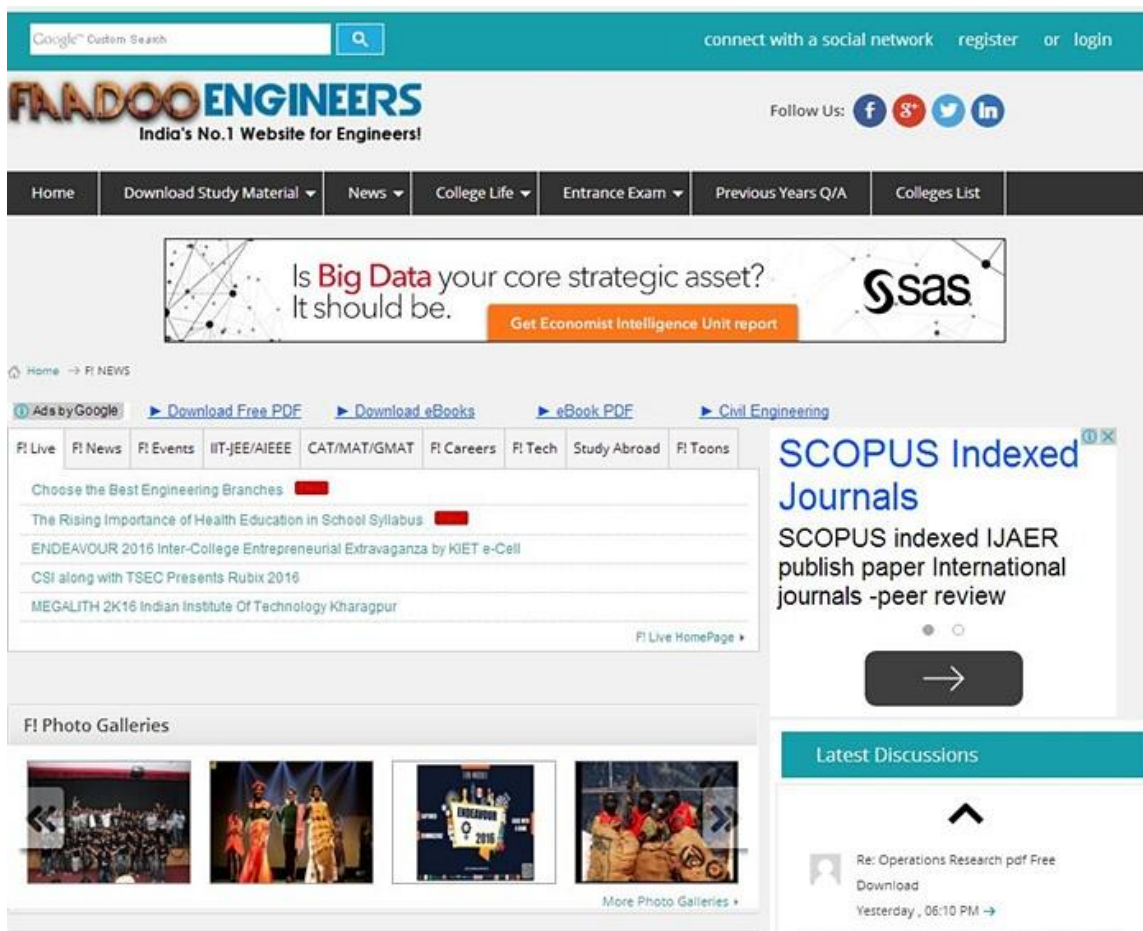 Google™ Custom Search
connect with a social network register or login
FAADOO ENGINEERS
India's No.1 Website for Engineers!
Follow Us: f g+ in
Home Download Study Material News College Life Entrance Exam Previous Years Q/A Colleges List
Is Big Data your core strategic asset?
It should be.
Get Economist Intelligence Unit report
sas
Home → F! NEWS
Ads by Google ► Download Free PDF ► Download eBooks ► eBook PDF ► Civil Engineering
F! Live F! News F! Events IIT-JEE/AIEEE CAT/MAT/GMAT F! Careers F! Tech Study Abroad F! Toons
Choose the Best Engineering Branches
The Rising Importance of Health Education in School Syllabus
ENDEAVOUR 2016 Inter-College Entrepreneurial Extravaganza by KIET e-Cell
CSI along with TSEC Presents Rubix 2016
MEGALITH 2K16 Indian Institute Of Technology Kharagpur
F! Live HomePage
SCOPUS Indexed
Journals
SCOPUS indexed IJAER
publish paper International
journals -peer review
F! Photo Galleries
ENDEAVOUR
2016
More Photo Galleries
Latest Discussions
Re: Operations Research pdf Free
Download
Yesterday , 06:10 PM →